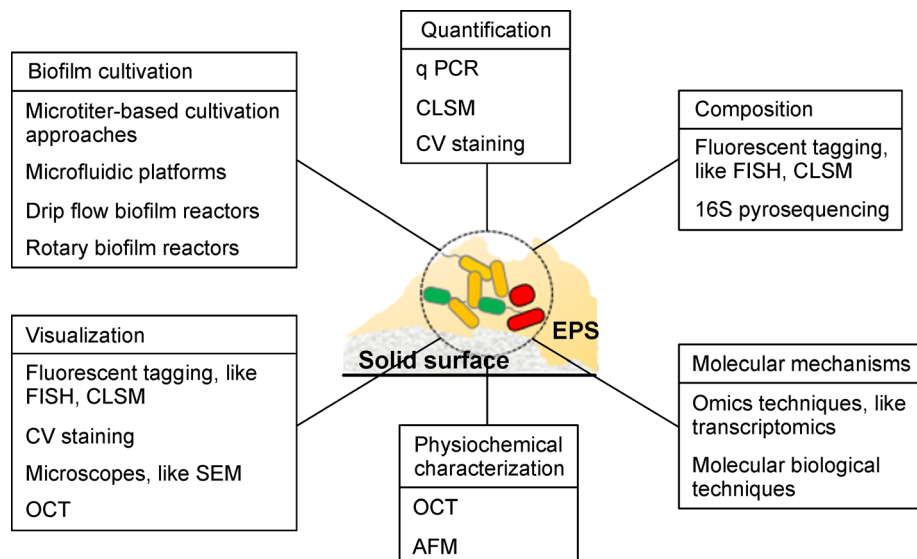 Quantification
q PCR
CLSM
CV staining
Biofilm cultivation
Microtiter-based cultivation
approaches
Microfluidic platforms
Drip flow biofilm reactors
Rotary biofilm reactors
Composition
Fluorescent tagging,
like FISH, CLSM
16S pyrosequencing
EPS
Solid surface
Visualization
Fluorescent tagging, like
FISH, CLSM
CV staining
Microscopes, like SEM
OCT
Physiochemical
characterization
OCT
AFM
Molecular mechanisms
Omics techniques, like
transcriptomics
Molecular biological
techniques